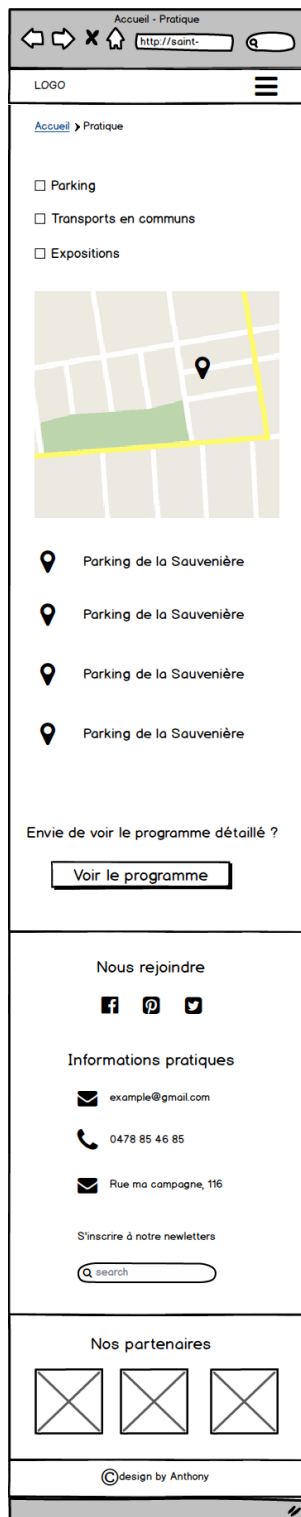 Accueil - Pratique
http://saint-
LOGO
Accueil Pratique
Parking
Transports en communs
Expositions
Parking de la Sauvenière
Parking de la Sauvenière
Parking de la Sauvenière
Parking de la Sauvenière
Envie de voir le programme détaillé ?
Voir le programme
Nous rejoindre
Informations pratiques
example@gmail.com
0478 85 46 85
Rue ma campagne, 116
S'inscrire à notre newletters
search
Nos partenaires
©design by Anthony